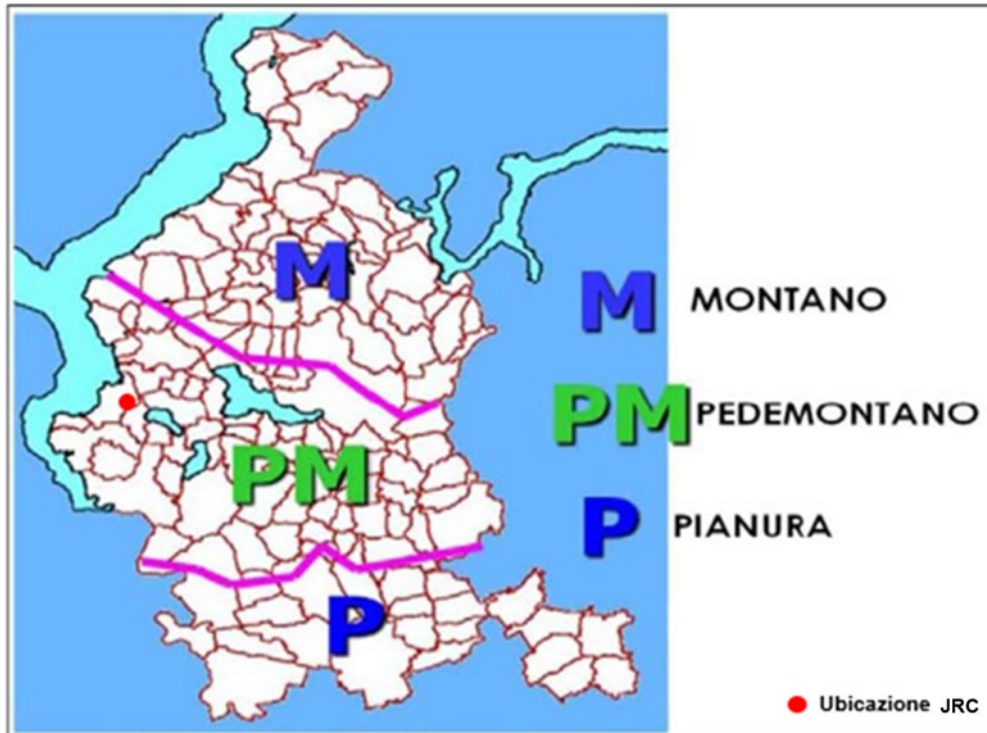 M
M MONTANO
PM PEDEMONTANO
PM
P PIANURA
P
Ubicazione JRC